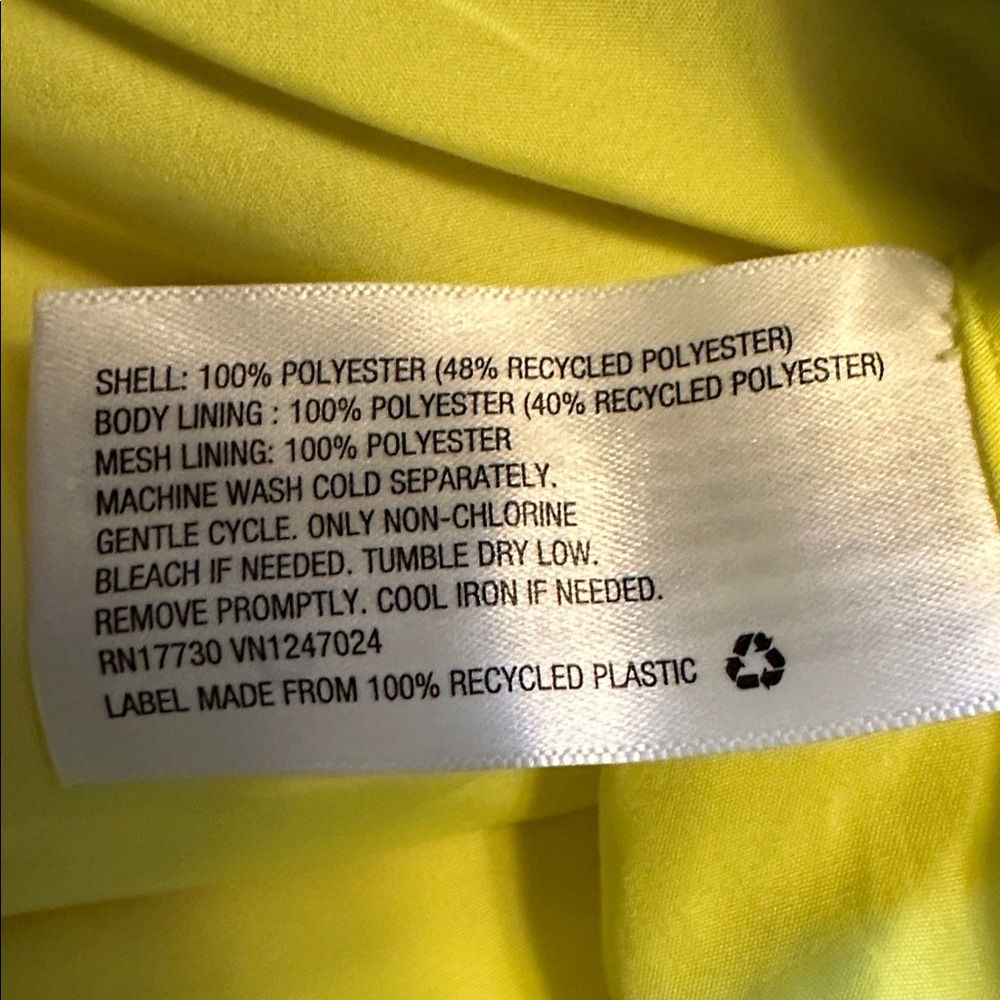 SHELL: 100% POLYESTER (48% RECYCLED POLYESTER)
BODY LINING : 100% POLYESTER (40% RECYCLED POLYESTER)
MESH LINING: 100% POLYESTER
MACHINE WASH COLD SEPARATELY.
GENTLE CYCLE. ONLY NON-CHLORINE
BLEACH IF NEEDED. TUMBLE DRY LOW.
REMOVE PROMPTLY. COOL IRON IF NEEDED.
RN17730 VN1247024
LABEL MADE FROM 100% RECYCLED PLASTIC